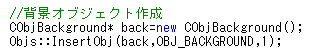 //背景オブジェクト作成
CObjBackground* back=new CObjBackground();
Objs::InsertObj(back,OBJ_BACKGROUND,1);